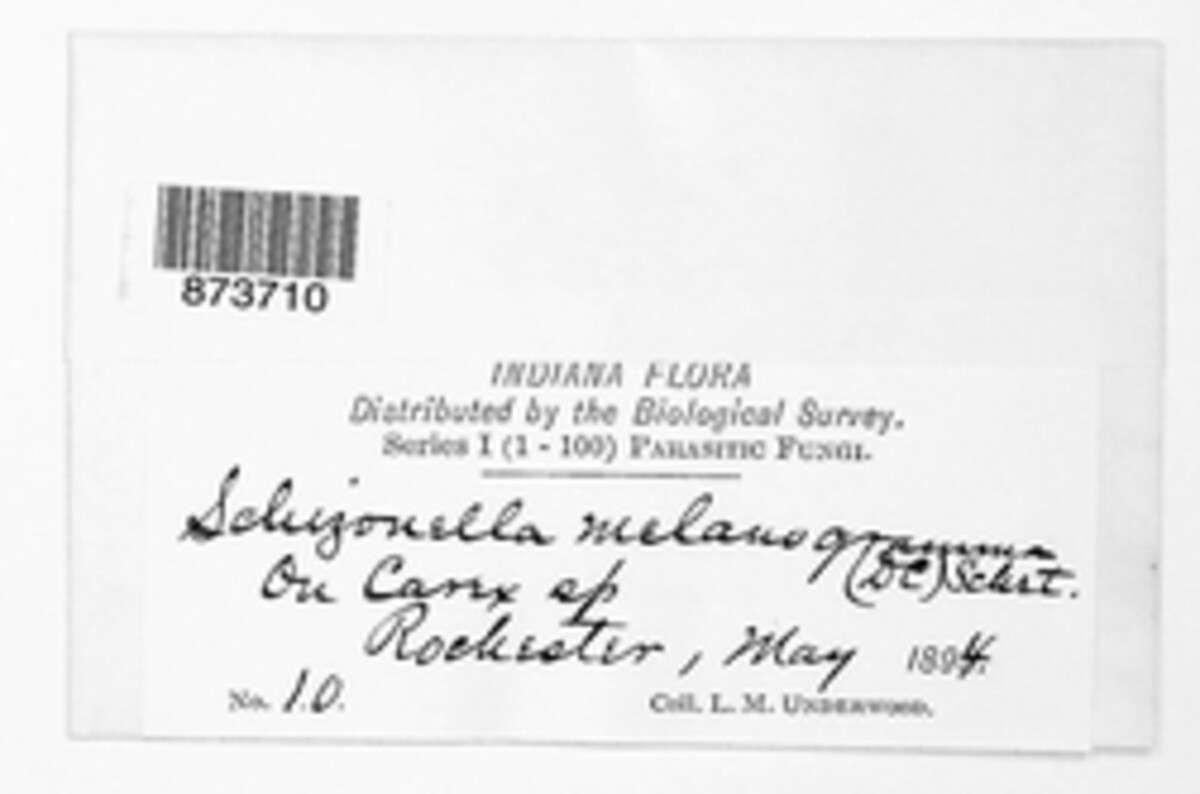 873710
INDIANA FLORA
Distributed by the Biological Survey.
Series I (1 - 100) PARASITIC FUNGI.
Schizonella melanogramma
(DC) Schrt.
On Carex sp
Rochester, May 1894.
No. 10. Coll. L. M. UNDERWOOD.